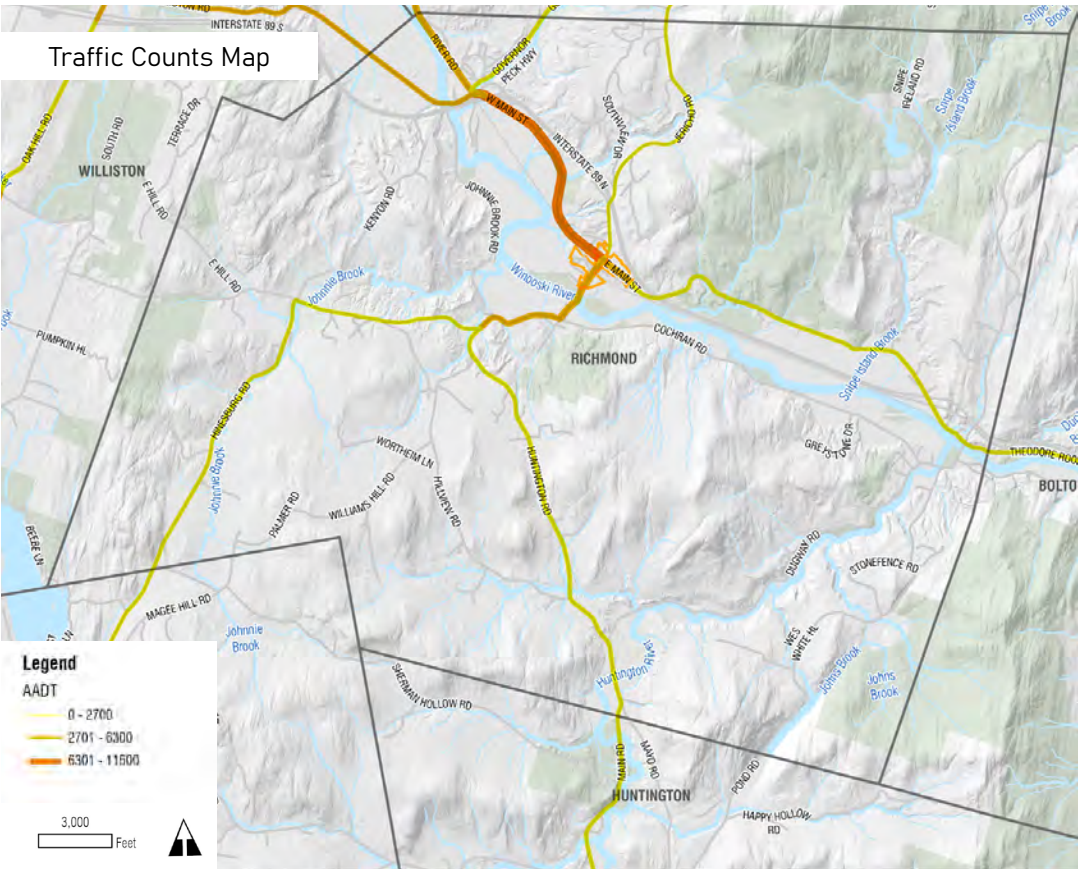 INTERSTATE 89 S
Traffic Counts Map
RIVER RD
GOVERNOR
PECK HWY
SNIPE
IRELAND RD
Snipe
Brook
Snipe
Island Brook
OAK HILL RD
SOUTH RD
TERRACE DR
WILLISTON
E HILL RD
KENYON RD
JOHNNIE BROOK RD
W MAIN ST
INTERSTATE 89 N
SOUTHVIEW DR
JERICHO RD
E HILL RD
Johnnie Brook
Winooski River
E MAIN ST
PUMPKIN HL
COCHRAN RD
RICHMOND
Snipe Island Brook
HINESBURG RD
Johnnie Brook
WORTHEIM LN
WILLIAMS HILL RD
PALMER RD
HILLVIEW RD
HUNTINGTON RD
GREYSTONE DR
THEODORE ROO
BOLTO
BEEBE LN
DUGWAY RD
STONEFENCE RD
MAGEE HILL RD
Johnnie
Brook
WES
WHITE HL
Johns Brook
Johns
Brook
Huntington River
SHERMAN HOLLOW RD
MAIN RD
MAYO RD
POND RD
HUNTINGTON
HAPPY HOLLOW
RD
Legend
AADT
0 - 2700
2701 - 6300
6301 - 11600
3,000
Feet